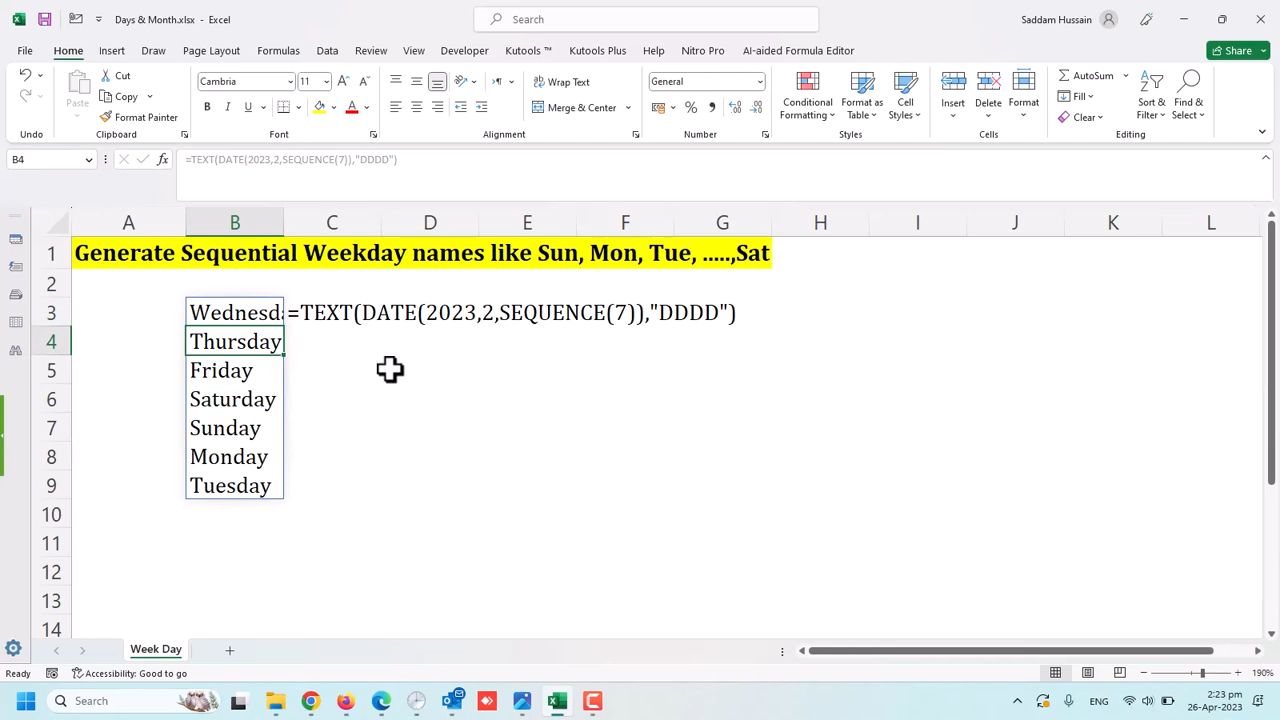 Days & Month.xlsx - Excel
Search
Saddam Hussain
File Home Insert Draw Page Layout Formulas Data Review View Developer Kutools ™ Kutools Plus Help Nitro Pro AI-aided Formula Editor
Share
Paste
Cut
Copy
Format Painter
Cambria
11
B I U
Wrap Text
Merge & Center
General
Conditional Formatting
Format as Table
Cell Styles
Insert
Delete
Format
AutoSum
Fill
Clear
Sort & Filter
Find & Select
Undo Clipboard Font Alignment Number Styles Cells Editing
B4
fx
=TEXT(DATE(2023,2,SEQUENCE(7)),"DDDD")
A B C D E F G H I J K L
1 Generate Sequential Weekday names like Sun, Mon, Tue, .....,Sat
2
3 Wednesda =TEXT(DATE(2023,2,SEQUENCE(7)),"DDDD")
4 Thursday
5 Friday
6 Saturday
7 Sunday
8 Monday
9 Tuesday
10
11
12
13
14
Week Day
Ready
Accessibility: Good to go
190%
Search
ENG
2:23 pm
26-Apr-2023